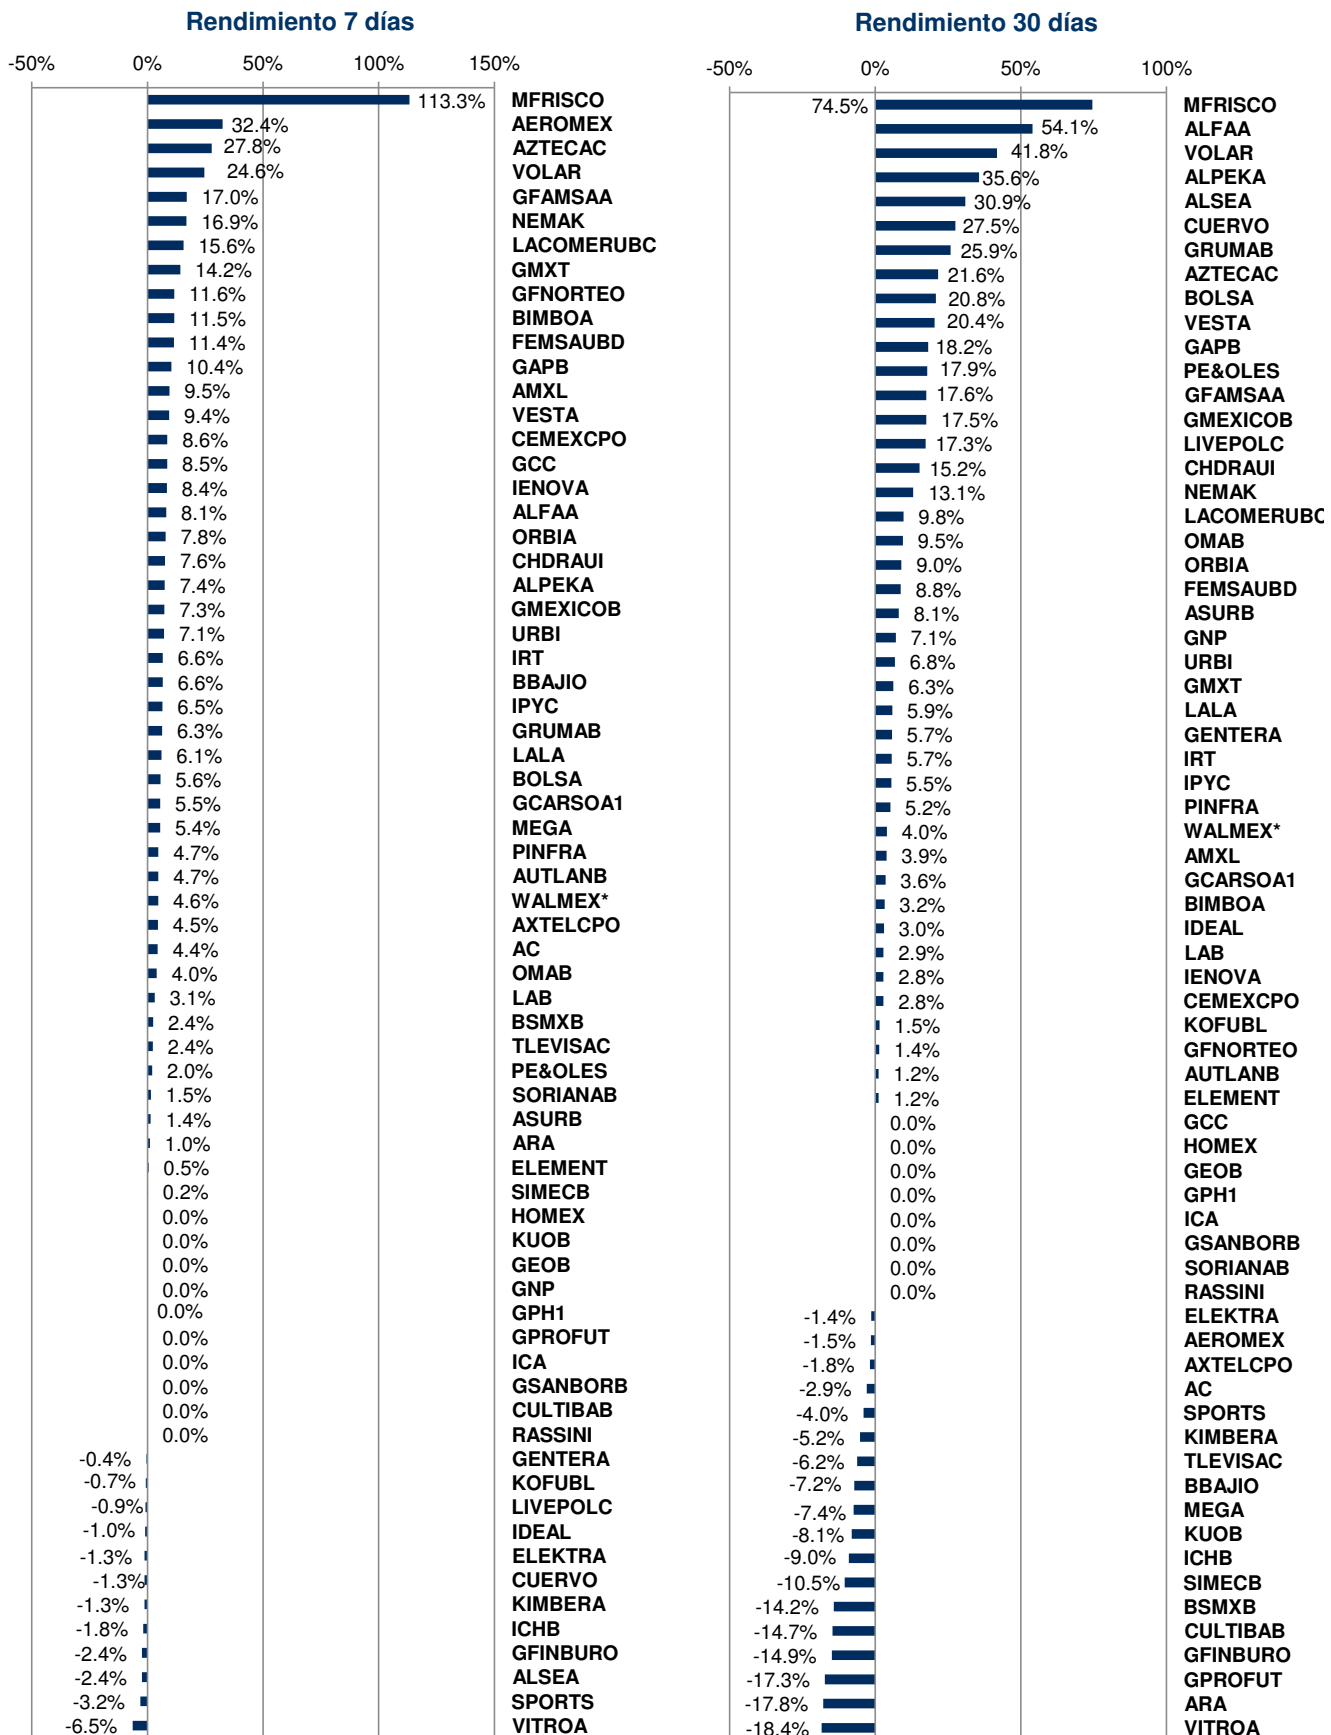 Rendimiento 7 días
-50% 0% 50% 100% 150%
113.3% MFRISCO
32.4% AEROMEX
27.8% AZTECAC
24.6% VOLAR
17.0% GFAMSAA
16.9% NEMAK
15.6% LACOMERUBC
14.2% GMXT
11.6% GFNORTEO
11.5% BIMBOA
11.4% FEMSAUBD
10.4% GAPB
9.5% AMXL
9.4% VESTA
8.6% CEMEXCPO
8.5% GCC
8.4% IENOVA
8.1% ALFAA
7.8% ORBIA
7.6% CHDRAUI
7.4% ALPEKA
7.3% GMEXICOB
7.1% URBI
6.6% IRT
6.6% BBAJIO
6.5% IPYC
6.3% GRUMAB
6.1% LALA
5.6% BOLSA
5.5% GCARSOA1
5.4% MEGA
4.7% PINFRA
4.7% AUTLANB
4.6% WALMEX*
4.5% AXTELCPO
4.4% AC
4.0% OMAB
3.1% LAB
2.4% BSMXB
2.4% TLEVISAC
2.0% PE&OLES
1.5% SORIANAB
1.4% ASURB
1.0% ARA
0.5% ELEMENT
0.2% SIMECB
0.0% HOMEX
0.0% KUOB
0.0% GEOB
0.0% GNP
0.0% GPH1
0.0% GPROFUT
0.0% ICA
0.0% GSANBORB
0.0% CULTIBAB
0.0% RASSINI
-0.4% GENTERA
-0.7% KOFUBL
-0.9% LIVEPOLC
-1.0% IDEAL
-1.3% ELEKTRA
-1.3% CUERVO
-1.3% KIMBERA
-1.8% ICHB
-2.4% GFINBURO
-2.4% ALSEA
-3.2% SPORTS
-6.5% VITROA
Rendimiento 30 días
-50% 0% 50% 100%
74.5% MFRISCO
54.1% ALFAA
41.8% VOLAR
35.6% ALPEKA
30.9% ALSEA
27.5% CUERVO
25.9% GRUMAB
21.6% AZTECAC
20.8% BOLSA
20.4% VESTA
18.2% GAPB
17.9% PE&OLES
17.6% GFAMSAA
17.5% GMEXICOB
17.3% LIVEPOLC
15.2% CHDRAUI
13.1% NEMAK
9.8% LACOMERUBC
9.5% OMAB
9.0% ORBIA
8.8% FEMSAUBD
8.1% ASURB
7.1% GNP
6.8% URBI
6.3% GMXT
5.9% LALA
5.7% GENTERA
5.7% IRT
5.5% IPYC
5.2% PINFRA
4.0% WALMEX*
3.9% AMXL
3.6% GCARSOA1
3.2% BIMBOA
3.0% IDEAL
2.9% LAB
2.8% IENOVA
2.8% CEMEXCPO
1.5% KOFUBL
1.4% GFNORTEO
1.2% AUTLANB
1.2% ELEMENT
0.0% GCC
0.0% HOMEX
0.0% GEOB
0.0% GPH1
0.0% ICA
0.0% GSANBORB
0.0% SORIANAB
0.0% RASSINI
-1.4% ELEKTRA
-1.5% AEROMEX
-1.8% AXTELCPO
-2.9% AC
-4.0% SPORTS
-5.2% KIMBERA
-6.2% TLEVISAC
-7.2% BBAJIO
-7.4% MEGA
-8.1% KUOB
-9.0% ICHB
-10.5% SIMECB
-14.2% BSMXB
-14.7% CULTIBAB
-14.9% GFINBURO
-17.3% GPROFUT
-17.8% ARA
-18.4% VITROA